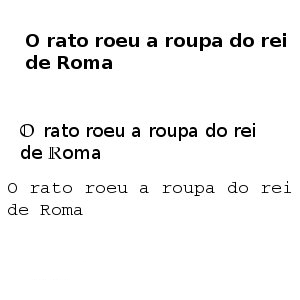 O rato roeu a roupa do rei
de Roma
𝕆 rato roeu a roupa do rei
de ℝoma
O rato roeu a roupa do rei
de Roma